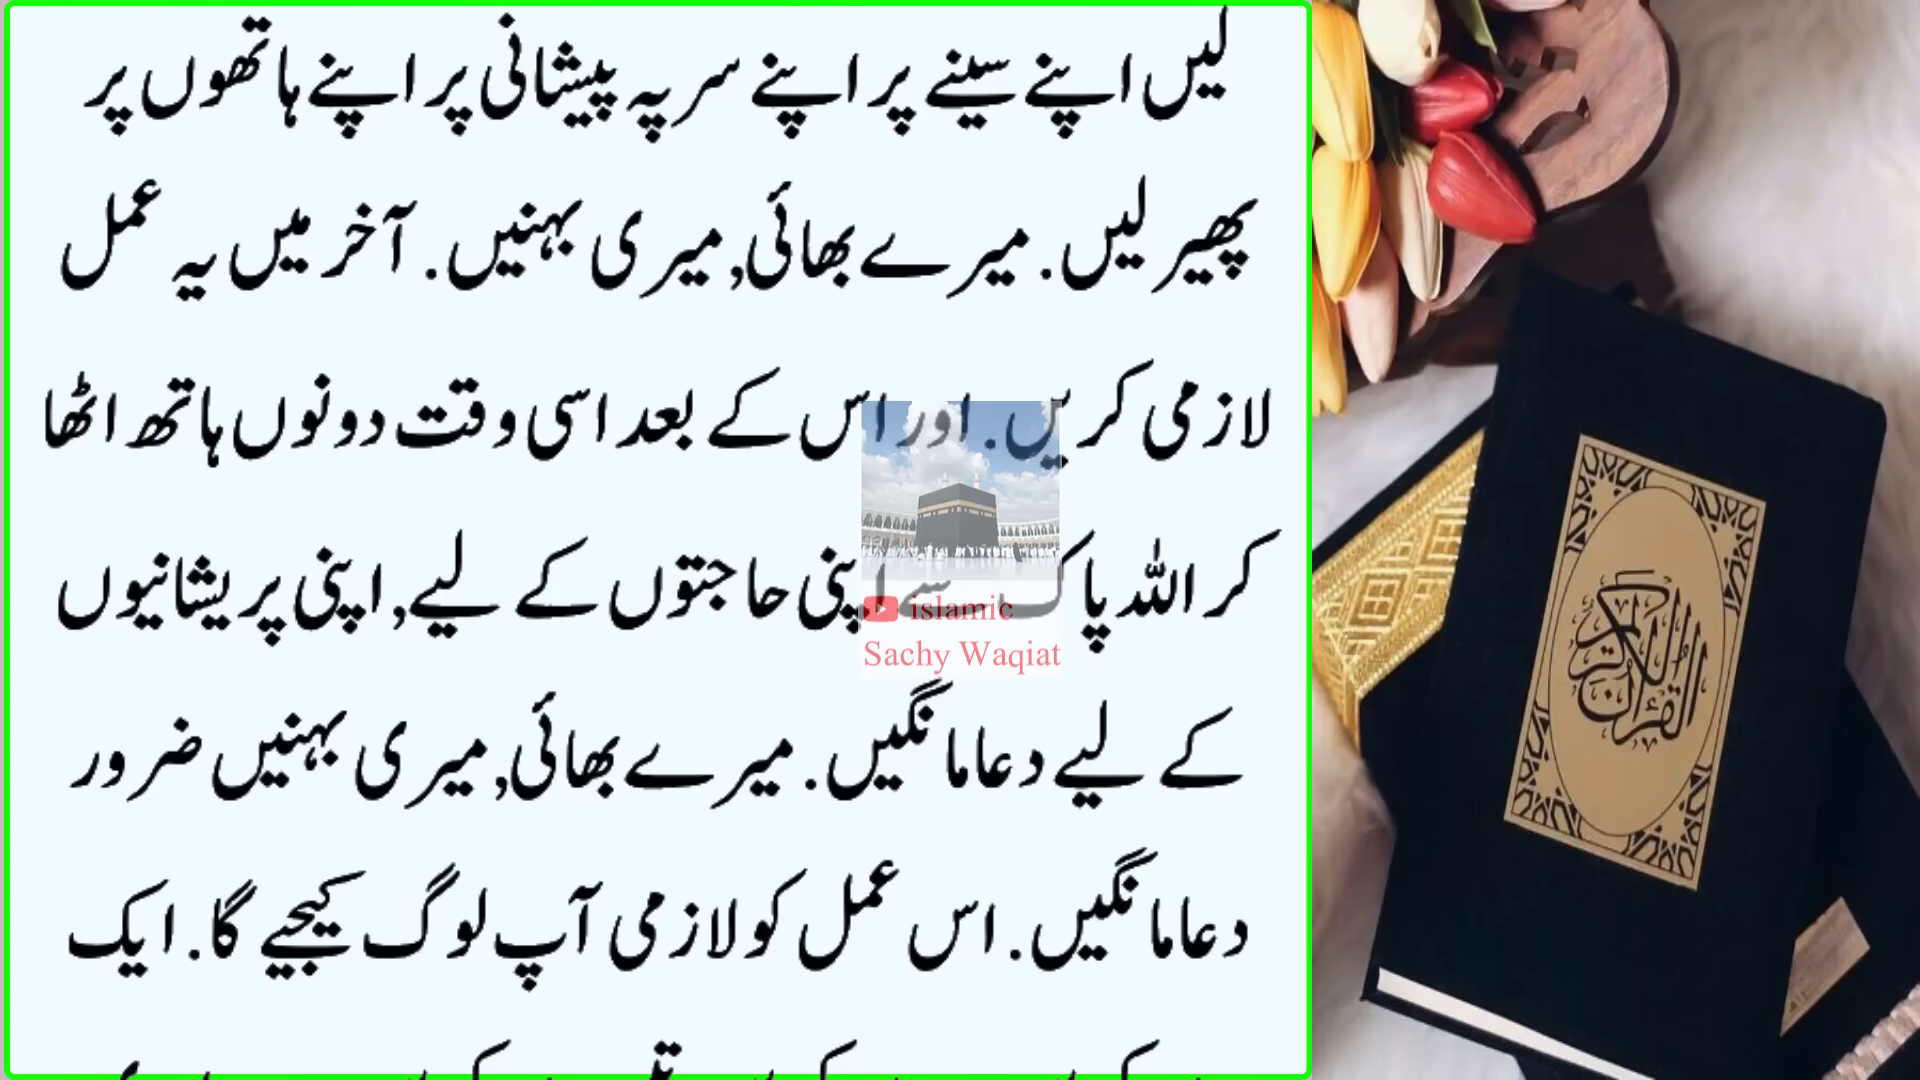 لیں اپنے سینے پر اپنے سر پہ پیشانی پر اپنے ہاتھوں پر
پھیر لیں. میرے بھائی, میری بہنیں. آخر میں یہ عمل
لازمی کریں. اور اس کے بعد اسی وقت دونوں ہاتھ اٹھا
کر اللہ پاک سے اپنی حاجتوں کے لیے, اپنی پریشانیوں
کے لیے دعا مانگیں. میرے بھائی, میری بہنیں ضرور
دعا مانگیں. اس عمل کو لازمی آپ لوگ کیجیے گا. ایک
islamic
Sachy Waqiat
القرآن الكريم